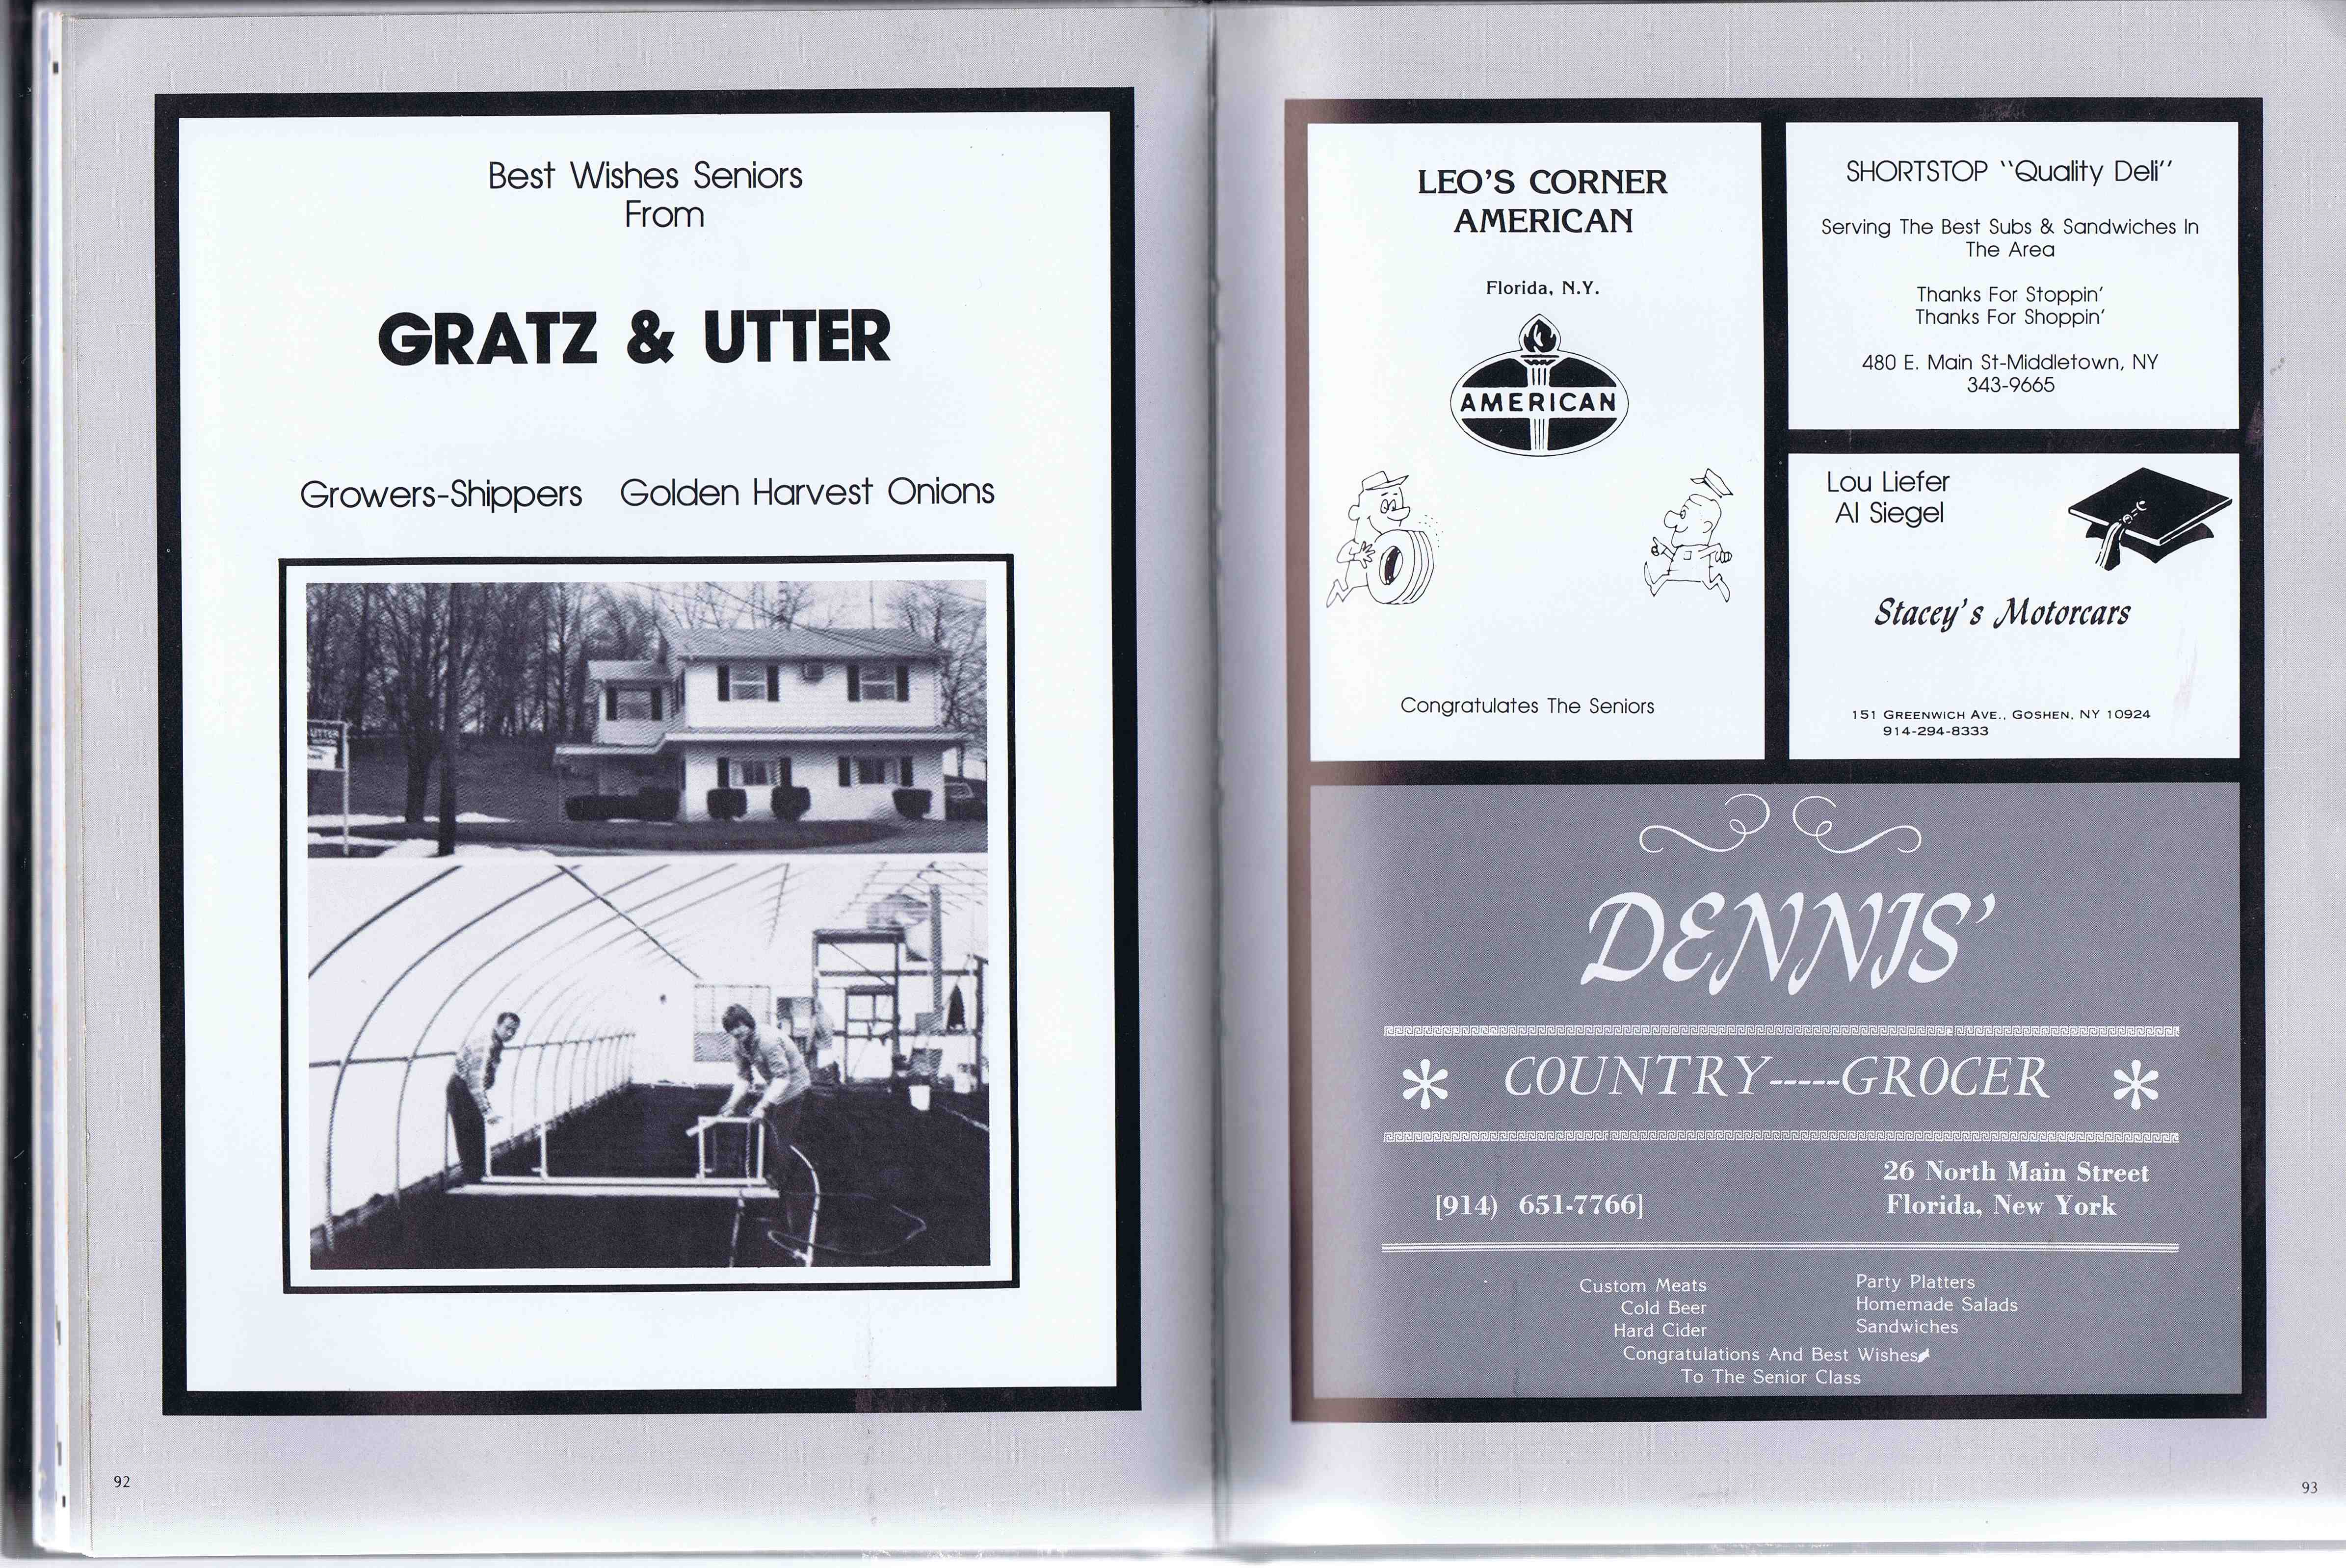 Best Wishes Seniors
From
GRATZ & UTTER
Growers-Shippers Golden Harvest Onions
UTTER
92
LEO'S CORNER
AMERICAN
Florida, N.Y.
AMERICAN
Congratulates The Seniors
SHORTSTOP "Quality Deli"
Serving The Best Subs & Sandwiches In
The Area
Thanks For Stoppin'
Thanks For Shoppin'
480 E. Main St-Middletown, NY
343-9665
Lou Liefer
Al Siegel
Stacey's Motorcars
151 GREENWICH AVE., GOSHEN, NY 10924
914-294-8333
DENNIS'
* COUNTRY-----GROCER *
26 North Main Street
[914) 651-7766] Florida, New York
Custom Meats Party Platters
Cold Beer Homemade Salads
Hard Cider Sandwiches
Congratulations And Best Wishes
To The Senior Class
93